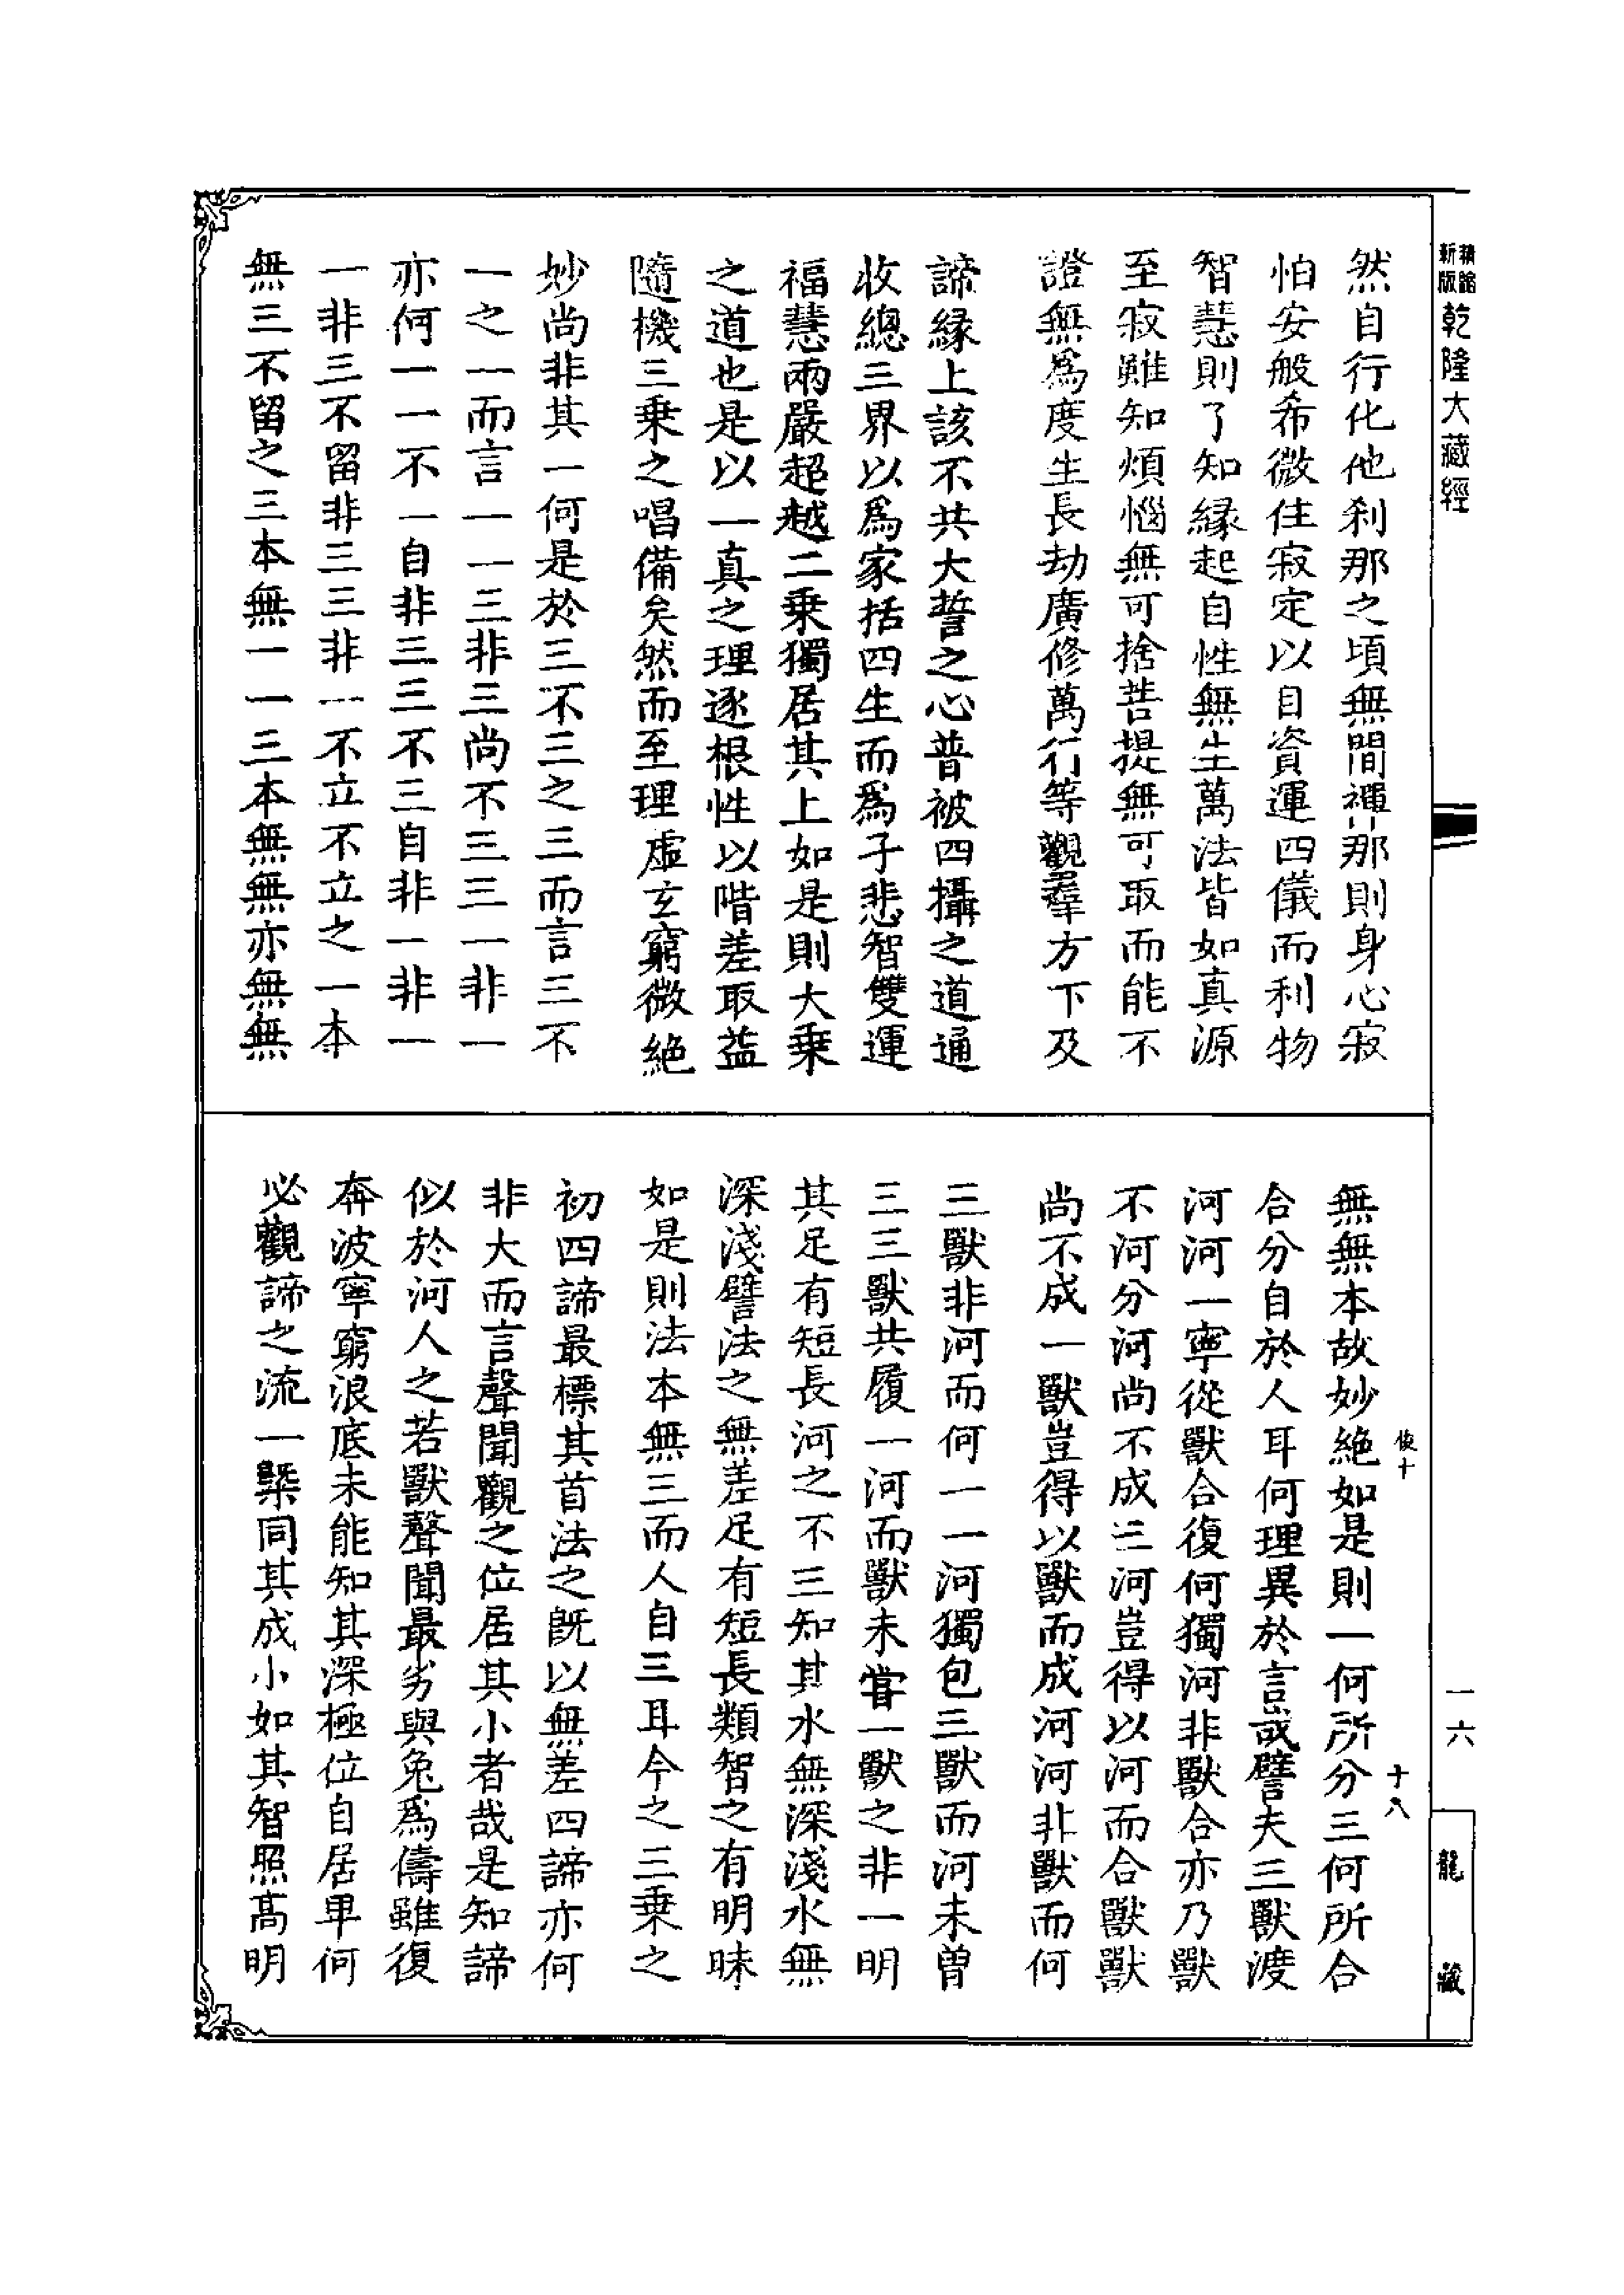 新版
精縮
乾隆大藏經
然自行化他利那之頃無間禪那則身心寂
怕安般希微住寂定以自資運四儀而利物
智慧則了知緣起自性無生萬法皆如真源
至寂雖知煩惱無可捨菩提無可取而能不
證無爲度生長劫廣修萬行等觀羣方下及
諦緣上該不共大誓之心普被四攝之道通
收總三界以爲家括四生而爲子悲智雙運
福慧兩嚴超越二乘獨居其上如是則大乘
之道也是以一真之理逐根性以階差取益
隨機三乘之唱備矣然而至理虛玄窮微絕
妙尚非其一何是於三不三之三而言三不
一之一而言一一三非三尚不三三一非一
亦何一一不一自非三三不三自非一非一
一非三不留非三三非一不立不立之一本
無三不留之三本無一一三本無無亦無無
無無本故妙絕如是則一何所分三何所合
合分自於人耳何理異於言或譬夫三獸渡
河河一寧從獸合復何獨河非獸合亦乃獸
不河分河尚不成三河豈得以河而合獸獸
尚不成一獸豈得以獸而成河河非獸而何
三獸非河而何一一河獨包三獸而河未曾
三三獸共履一河而獸未嘗一獸之非一明
其足有短長河之不三知其水無深淺水無
深淺譬法之無差足有短長類智之有明昧
如是則法本無三而人自三耳今之三乘之
初四諦最標其首法之既以無差四諦亦何
非大而言聲聞觀之位居其小者哉是知諦
似於河人之若獸聲聞最劣與兔爲儔雖復
奔波寧窮浪底未能知其深極位自居卑何
必觀諦之流一槩同其成小如其智照高明
俊十
十八
一六
龍藏